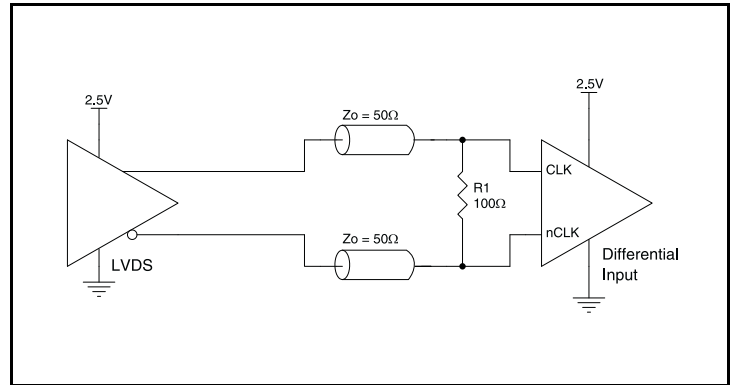 2.5V
2.5V
Zo = 50Ω
CLK
R1
100Ω
nCLK
Zo = 50Ω
LVDS
Differential
Input